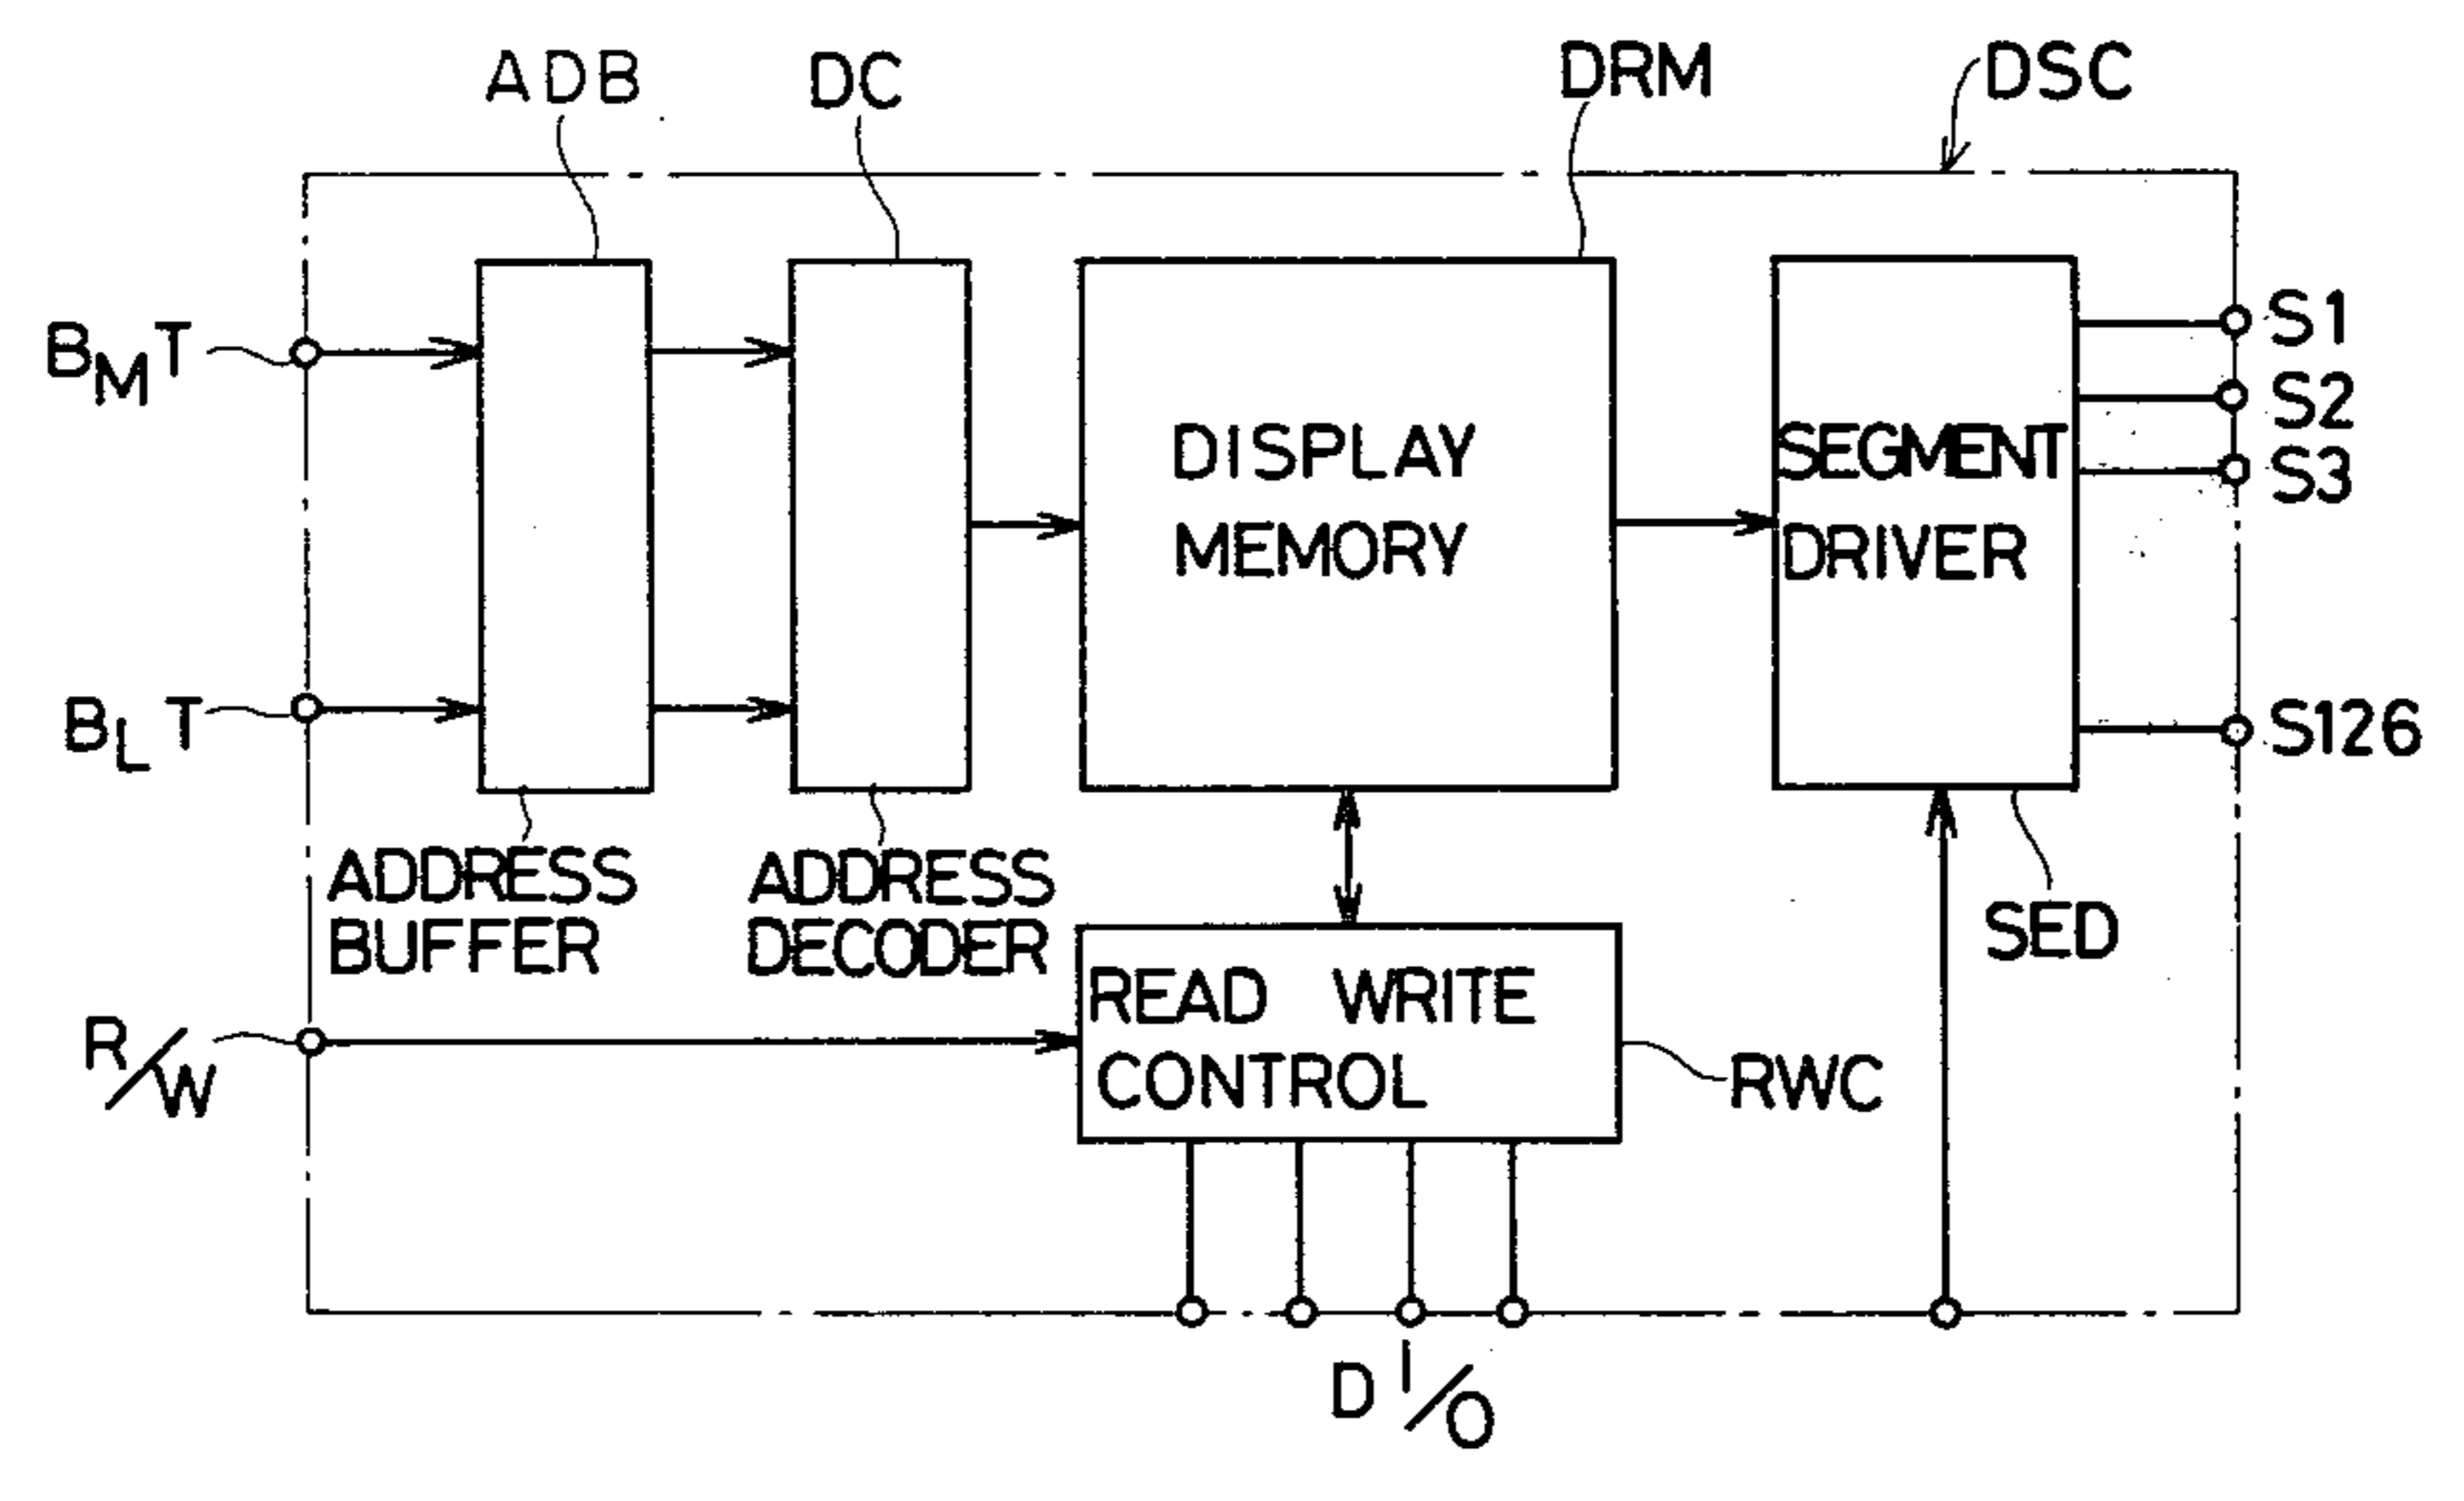 ADB
DC
DRM
DSC
BMT
S1
S2
DISPLAY
MEMORY
SEGMENT
DRIVER
S3
BLT
S126
ADDRESS
BUFFER
ADDRESS
DECODER
SED
R/W
READ WRITE
CONTROL
RWC
D I/O